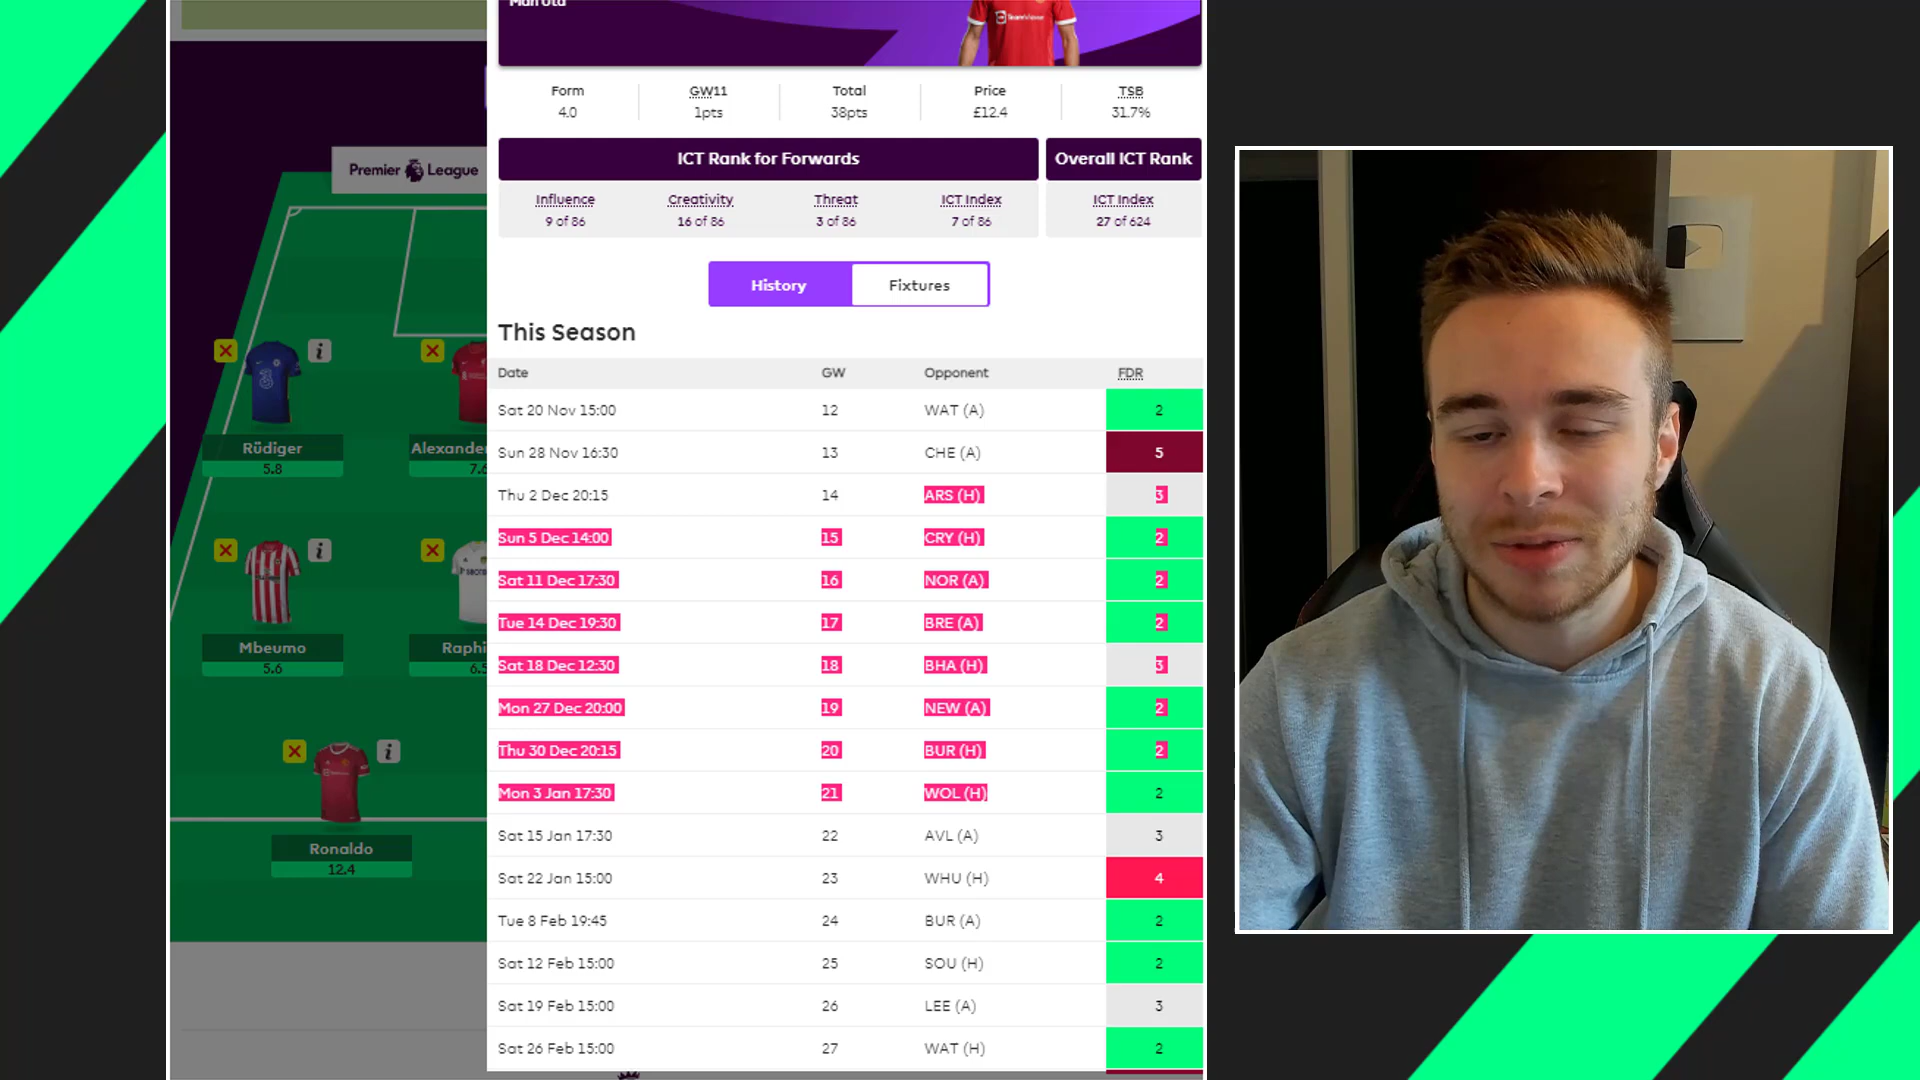 Man Utd
Form GW11 Total Price TSB
4.0 1pts 38pts £12.4 31.7%
ICT Rank for Forwards Overall ICT Rank
Influence Creativity Threat ICT Index ICT Index
9 of 86 16 of 86 3 of 86 7 of 86 27 of 624
History Fixtures
This Season
Date GW Opponent FDR
Sat 20 Nov 15:00 12 WAT (A) 2
Sun 28 Nov 16:30 13 CHE (A) 5
Thu 2 Dec 20:15 14 ARS (H) 3
Sun 5 Dec 14:00 15 CRY (H) 2
Sat 11 Dec 17:30 16 NOR (A) 2
Tue 14 Dec 19:30 17 BRE (A) 2
Sat 18 Dec 12:30 18 BHA (H) 3
Mon 27 Dec 20:00 19 NEW (A) 2
Thu 30 Dec 20:15 20 BUR (H) 2
Mon 3 Jan 17:30 21 WOL (H) 2
Sat 15 Jan 17:30 22 AVL (A) 3
Sat 22 Jan 15:00 23 WHU (H) 4
Tue 8 Feb 19:45 24 BUR (A) 2
Sat 12 Feb 15:00 25 SOU (H) 2
Sat 19 Feb 15:00 26 LEE (A) 3
Sat 26 Feb 15:00 27 WAT (H) 2
Premier League
Rüdiger Alexande
5.8 7.
Mbeumo Raphi
5.6 6.5
Ronaldo
12.4
TeamViewer